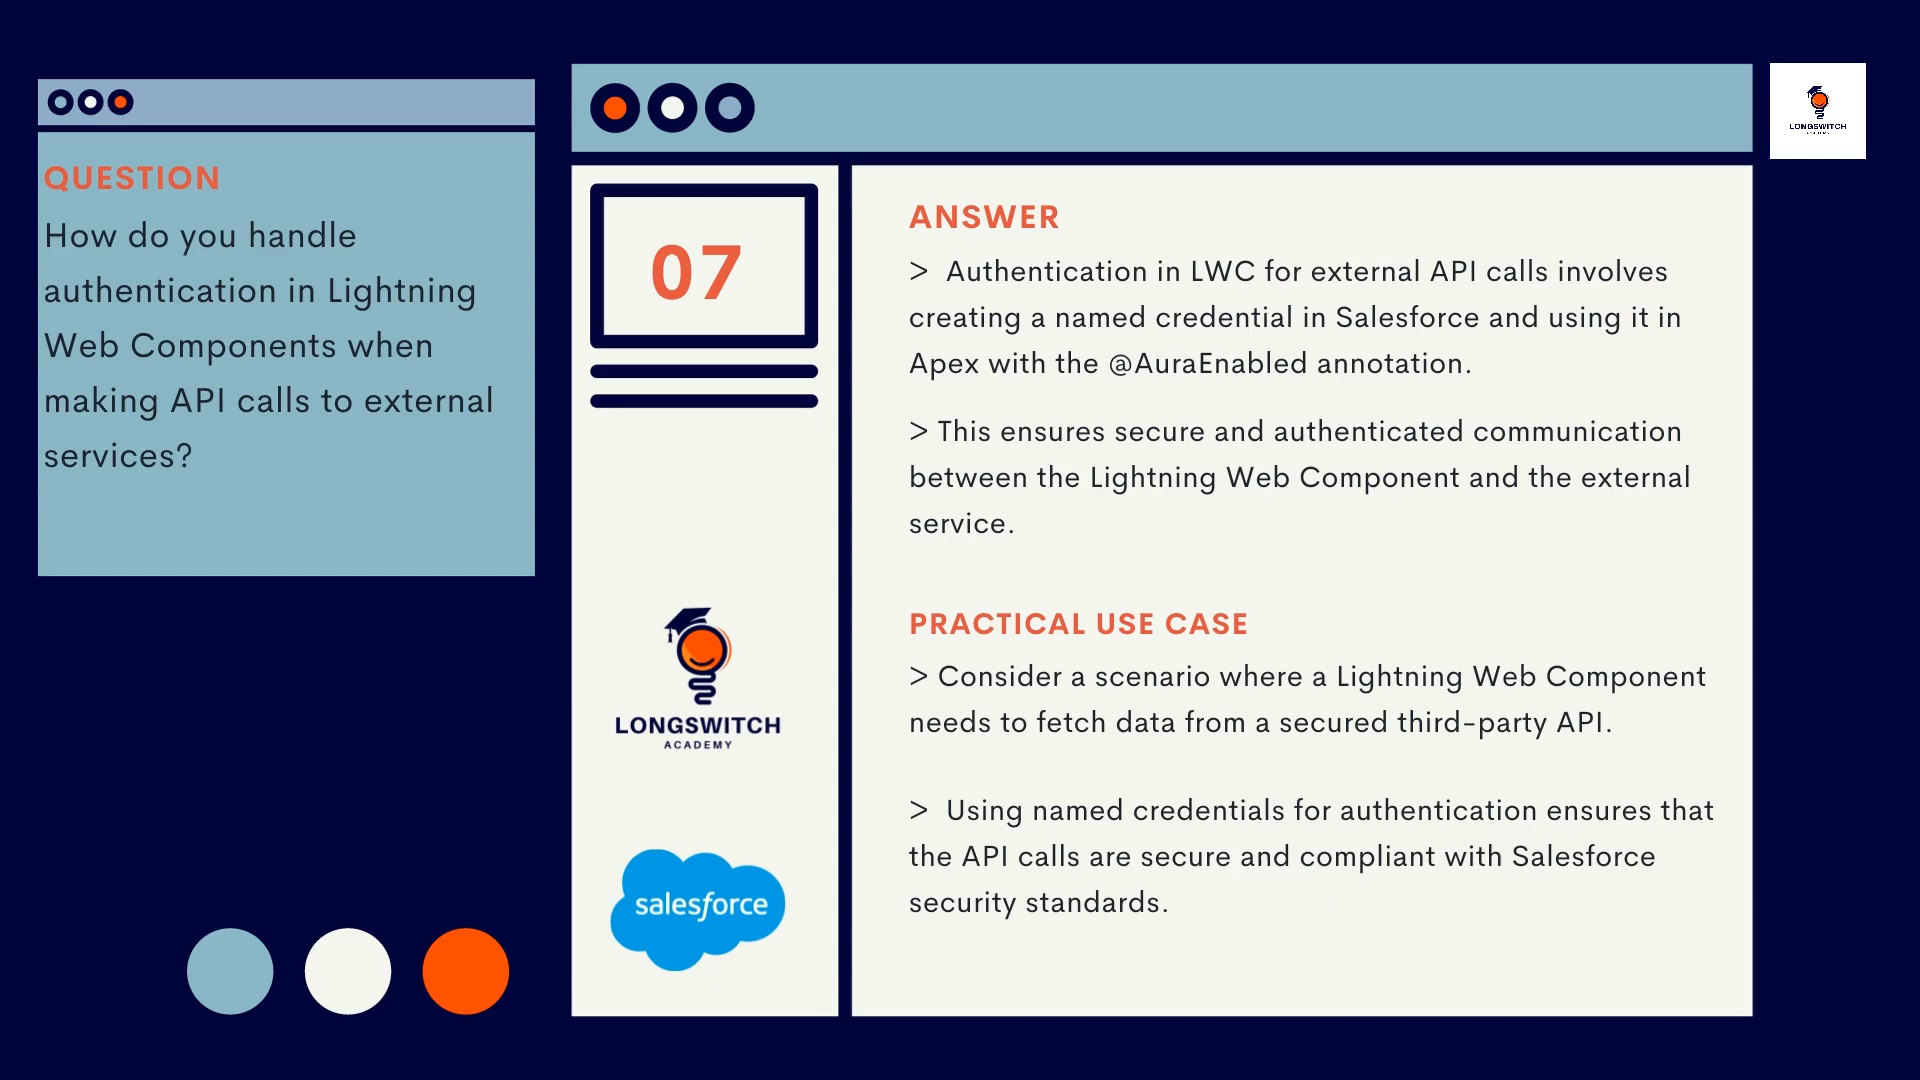 QUESTION
How do you handle
authentication in Lightning
Web Components when
making API calls to external
services?
07
LONGSWITCH
ACADEMY
salesforce
ANSWER
>  Authentication in LWC for external API calls involves
creating a named credential in Salesforce and using it in
Apex with the @AuraEnabled annotation.
> This ensures secure and authenticated communication
between the Lightning Web Component and the external
service.
PRACTICAL USE CASE
> Consider a scenario where a Lightning Web Component
needs to fetch data from a secured third-party API.
>  Using named credentials for authentication ensures that
the API calls are secure and compliant with Salesforce
security standards.
LONGSWITCH